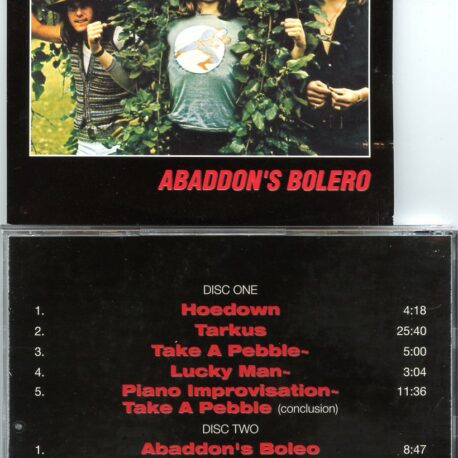 ABADDON'S BOLERO
DISC ONE
1. Hoedown 4:18
2. Tarkus 25:40
3. Take A Pebble~ 5:00
4. Lucky Man~ 3:04
5. Piano Improvisation~ 11:36
Take A Pebble (conclusion)
DISC TWO
1. Abaddon's Boleo 8:47